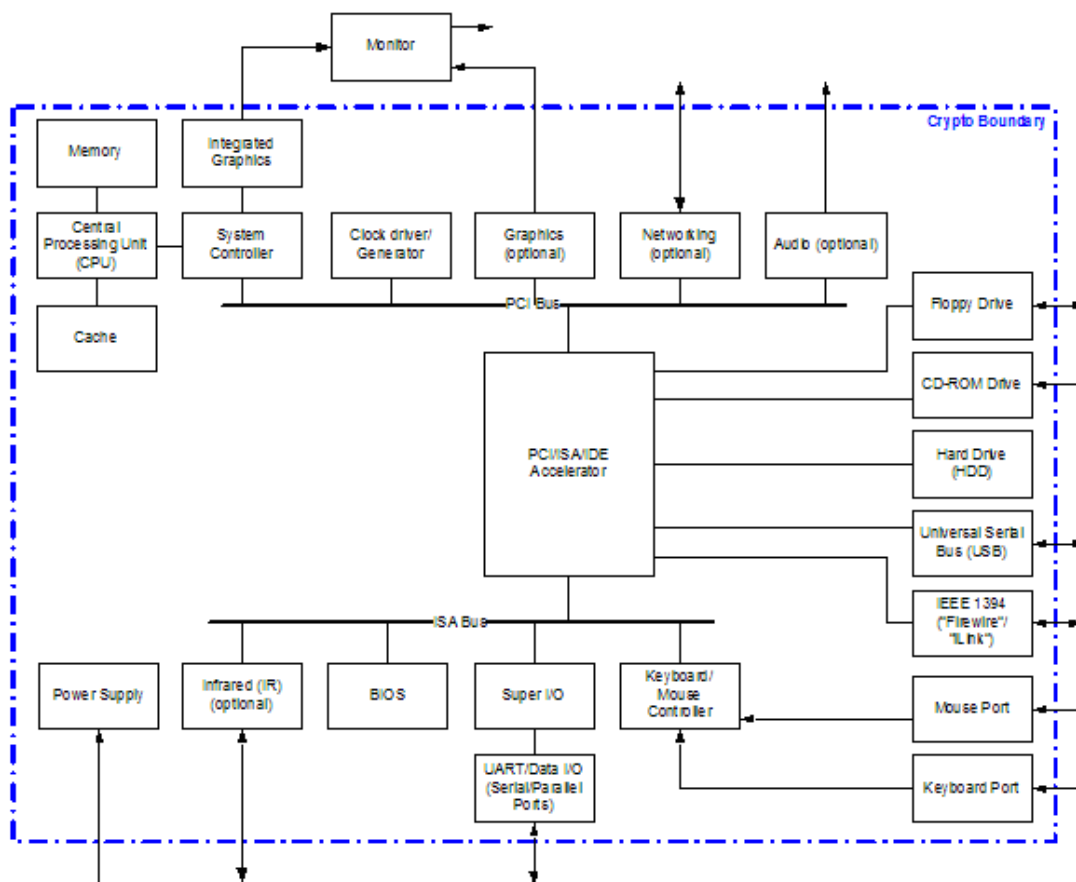 Monitor
Crypto Boundary
Memory
Integrated
Graphics
Central
Processing Unit
(CPU)
System
Controller
Clock driver/
Generator
Graphics
(optional)
Networking
(optional)
Audio (optional)
PCI Bus
Cache
Floppy Drive
CD-ROM Drive
PCI/ISA/IDE
Accelerator
Hard Drive
(HDD)
Universal Serial
Bus (USB)
IEEE 1394
("Firewire"/
"iLink")
ISA Bus
Power Supply
Infrared (IR)
(optional)
BIOS
Super I/O
Keyboard/
Mouse
Controller
Mouse Port
UART/Data I/O
(Serial/Parallel
Ports)
Keyboard Port